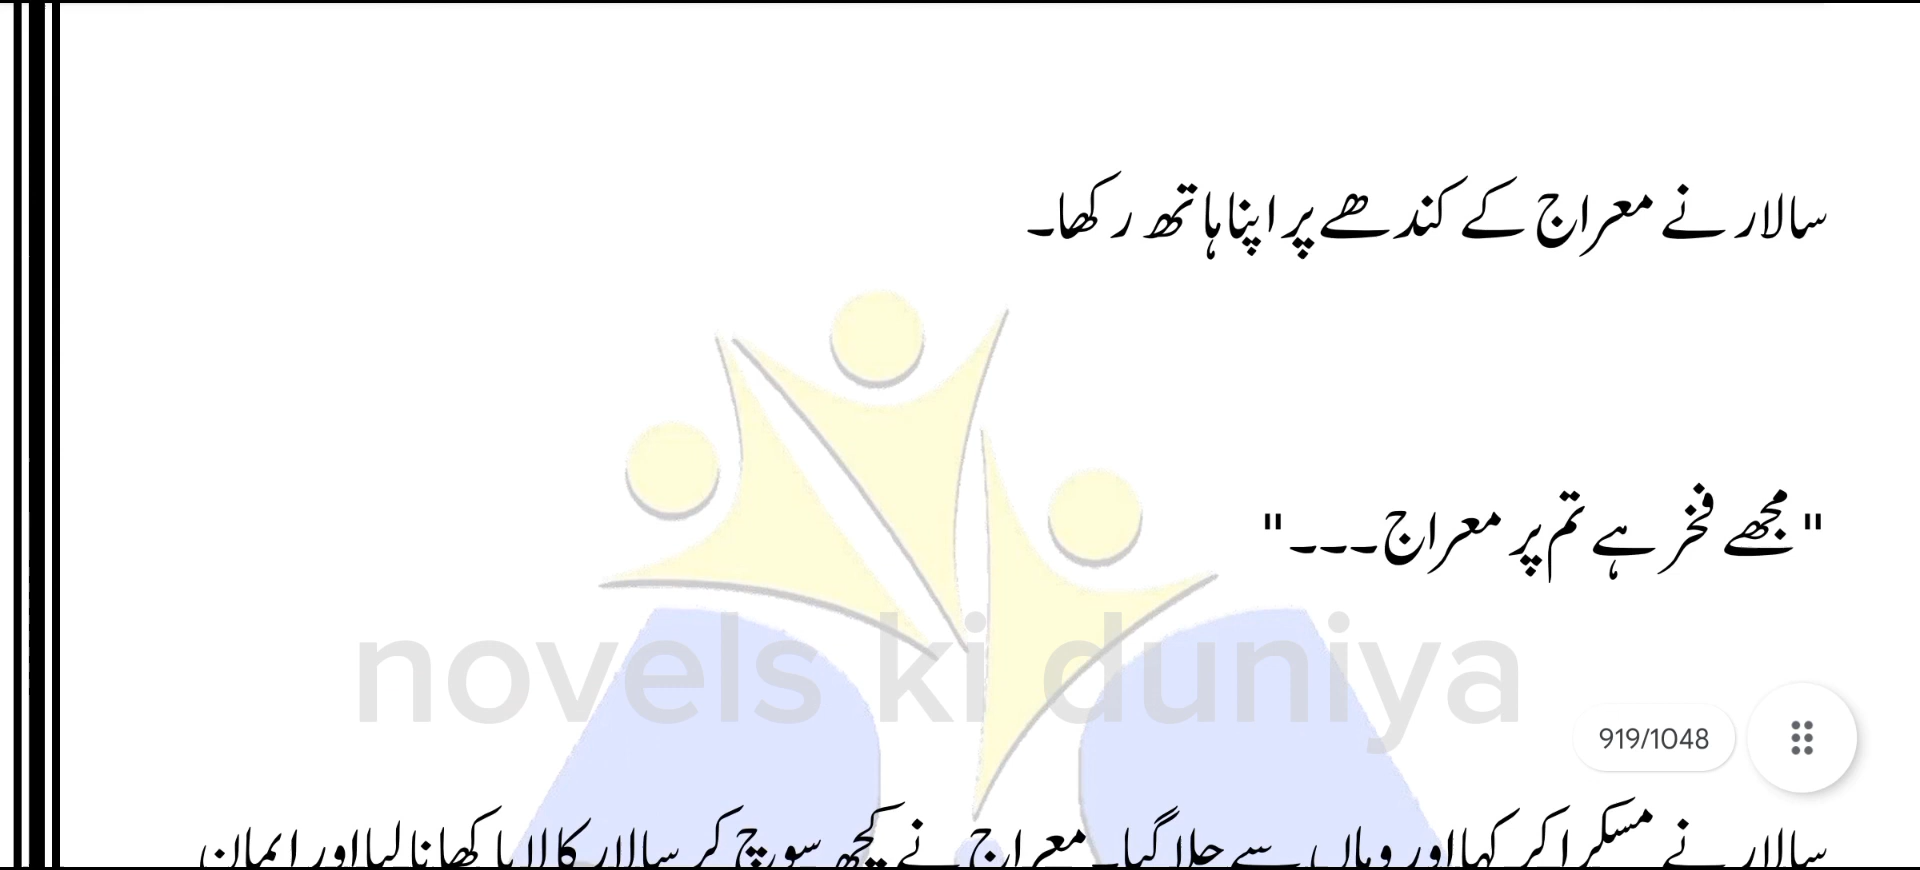 سالار نے معراج کے کندھے پر اپنا ہاتھ رکھا۔
"مجھے فخر ہے تم پر معراج۔۔۔"
novels ki duniya
919/1048
سالار نے مسکرا کر کہا اور وہاں سے چلا گیا۔ معراج نے کچھ سوچ کر سالار کا لایا کھانا لیا اور ایمان